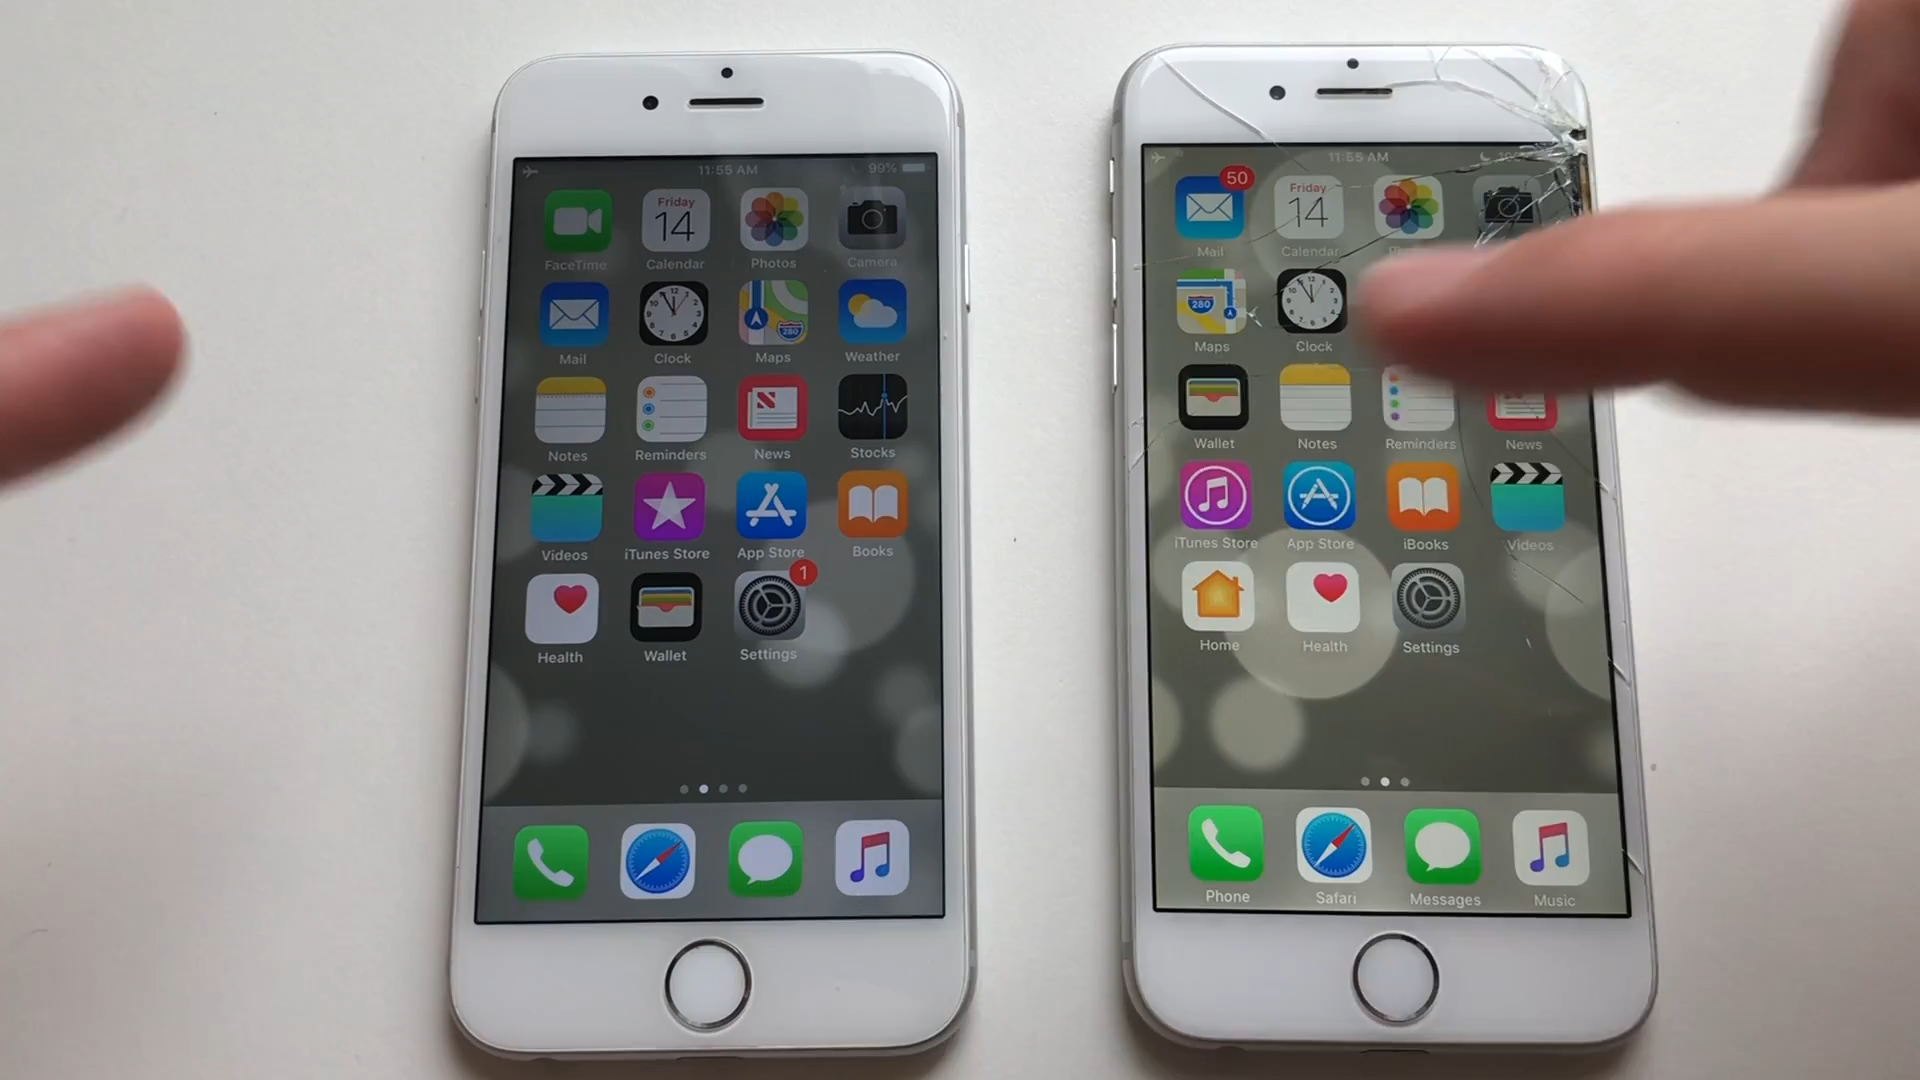 11:55 AM
99%
Friday
14
FaceTime
Calendar
Photos
Camera
280
Mail
Clock
Maps
Weather
Notes
Reminders
News
Stocks
Videos
iTunes Store
App Store
Books
1
Health
Wallet
Settings
11:55 AM
50
Friday
14
Mail
Calendar
280
Maps
Clock
Wallet
Notes
Reminders
News
iTunes Store
App Store
iBooks
Videos
Home
Health
Settings
Phone
Safari
Messages
Music